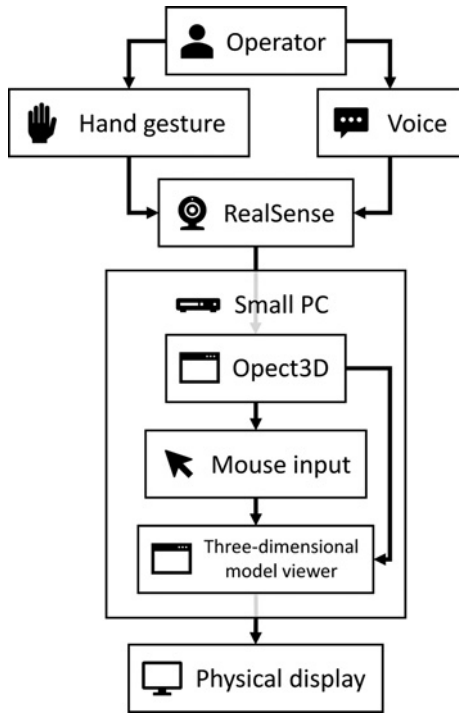 Operator
Hand gesture
Voice
RealSense
Small PC
Opect3D
Mouse input
Three-dimensional
model viewer
Physical display